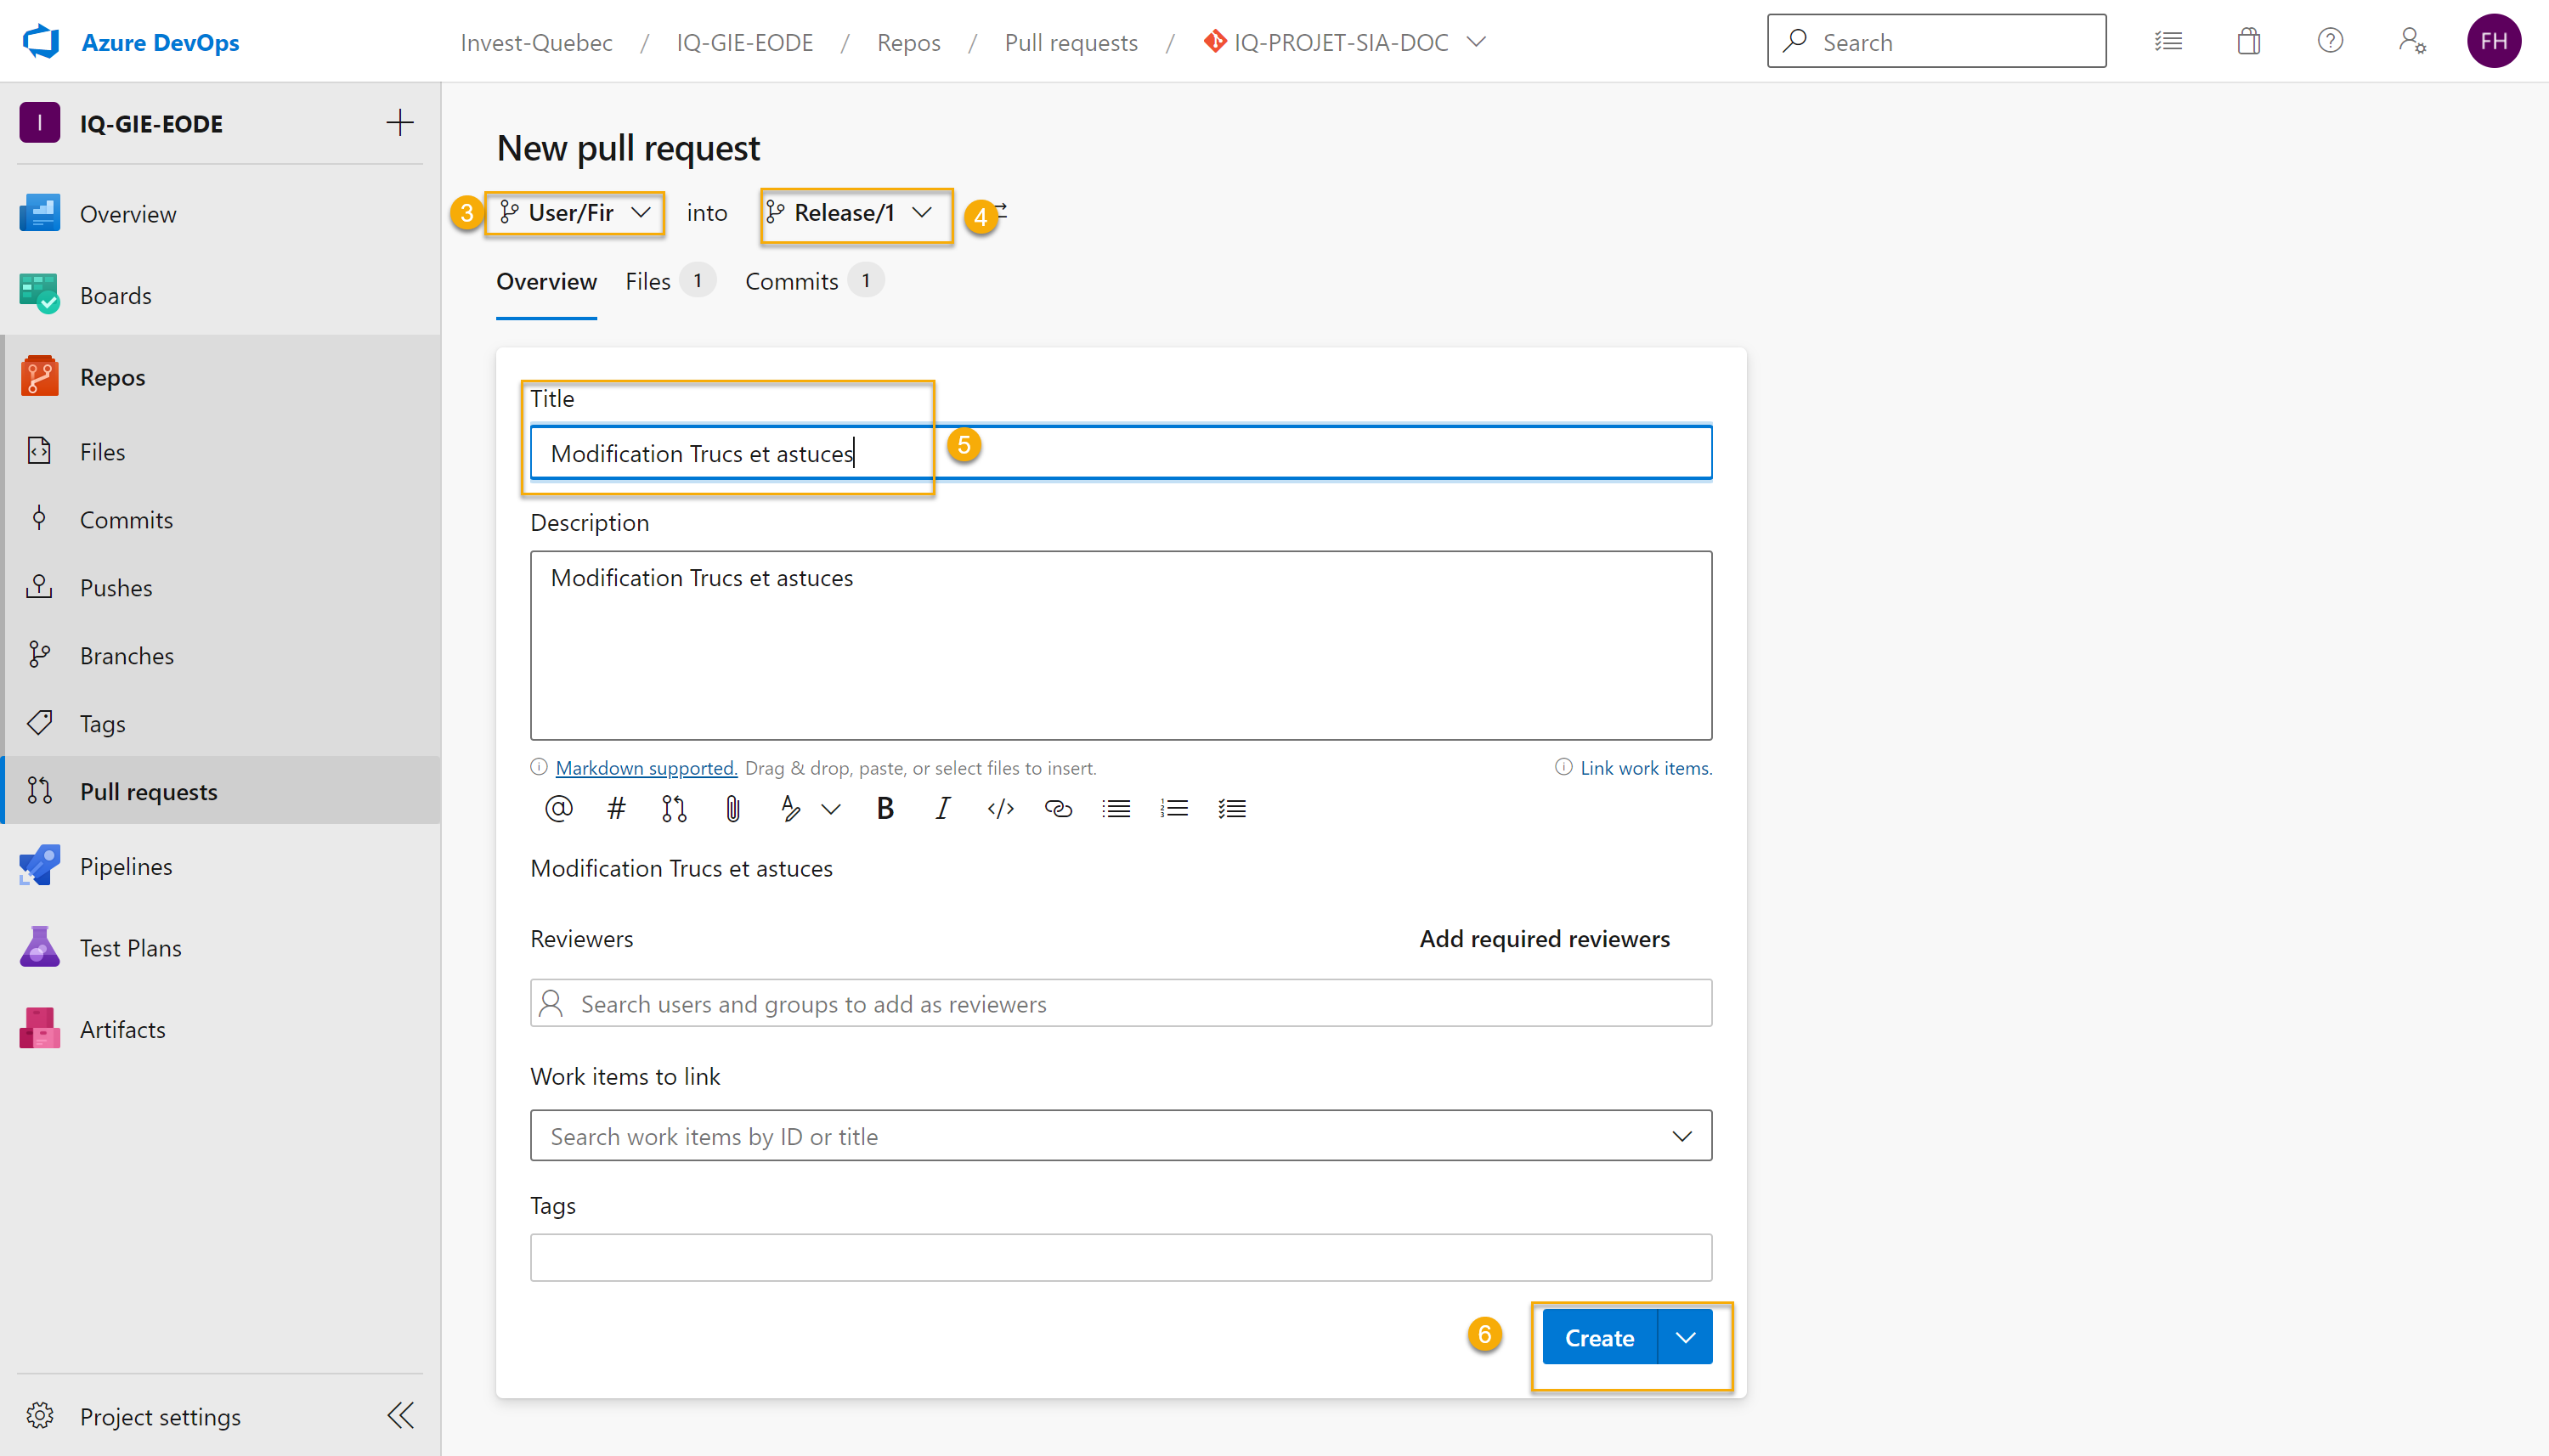 Azure DevOps
Invest-Quebec / IQ-GIE-EODE / Repos / Pull requests / IQ-PROJET-SIA-DOC
Search
FH
I IQ-GIE-EODE
Overview
Boards
Repos
Files
Commits
Pushes
Branches
Tags
Pull requests
Pipelines
Test Plans
Artifacts
Project settings
New pull request
3 User/Fir into Release/1 4
Overview Files 1 Commits 1
Title
Modification Trucs et astuces 5
Description
Modification Trucs et astuces
Markdown supported. Drag & drop, paste, or select files to insert. Link work items.
@ # B I </>
Modification Trucs et astuces
Reviewers Add required reviewers
Search users and groups to add as reviewers
Work items to link
Search work items by ID or title
Tags
6 Create